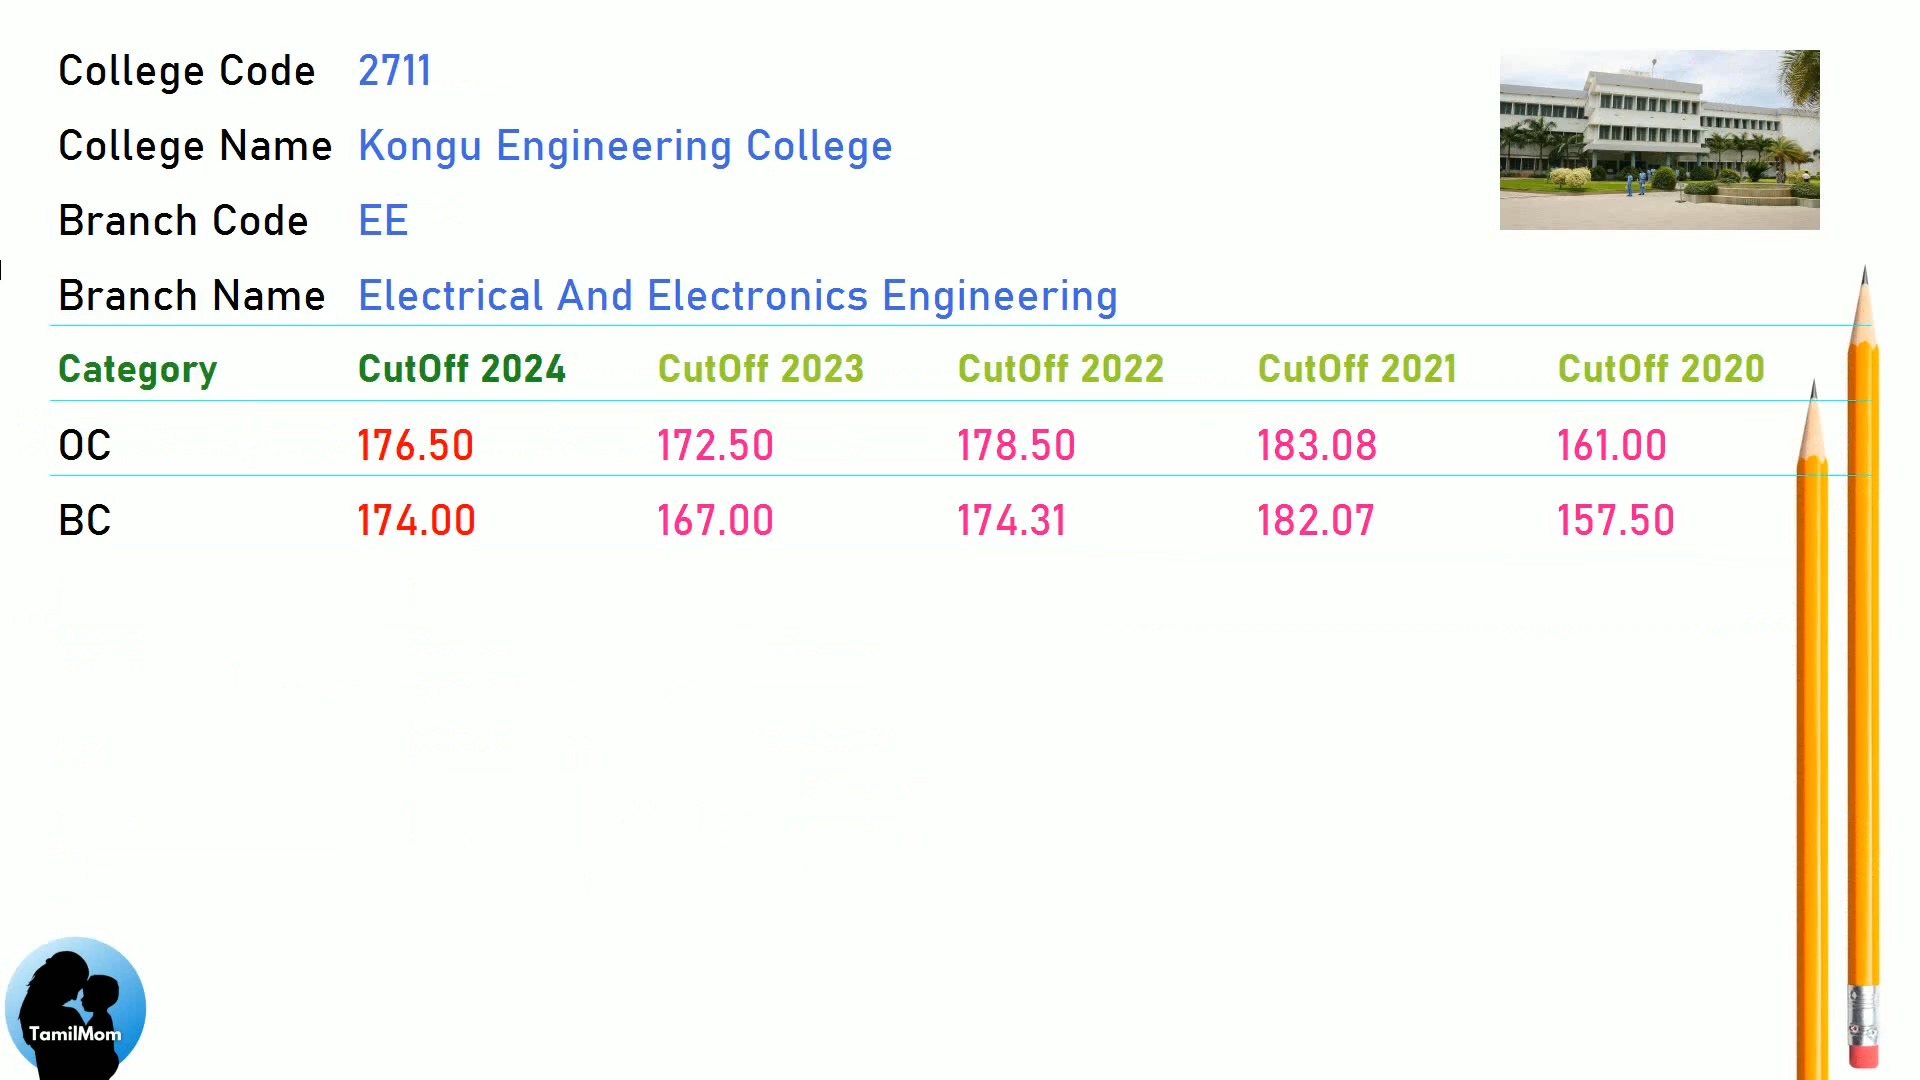 College Code 2711
College Name Kongu Engineering College
Branch Code EE
Branch Name Electrical And Electronics Engineering
Category CutOff 2024 CutOff 2023 CutOff 2022 CutOff 2021 CutOff 2020
OC 176.50 172.50 178.50 183.08 161.00
BC 174.00 167.00 174.31 182.07 157.50
TamilMom